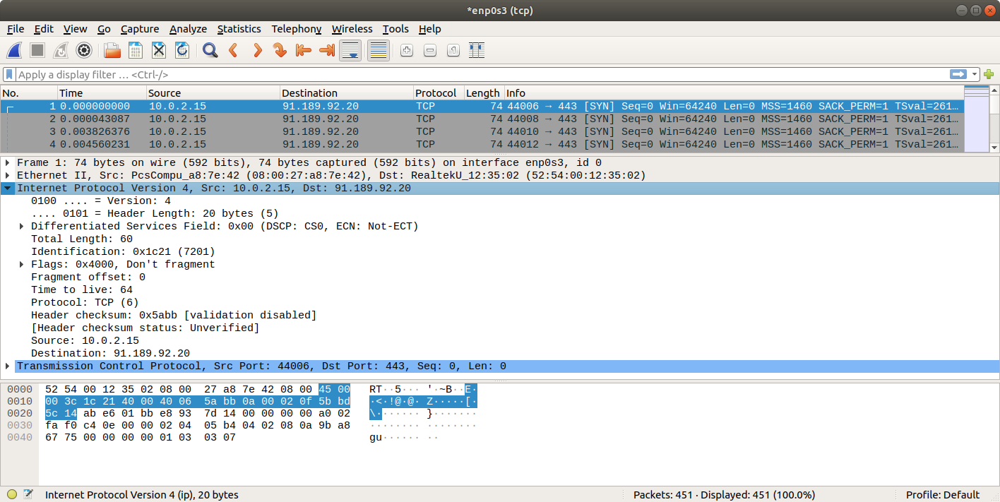 *enp0s3 (tcp)
File Edit View Go Capture Analyze Statistics Telephony Wireless Tools Help
Apply a display filter … <Ctrl-/>
No. Time Source Destination Protocol Length Info
1 0.000000000 10.0.2.15 91.189.92.20 TCP 74 44006 → 443 [SYN] Seq=0 Win=64240 Len=0 MSS=1460 SACK_PERM=1 TSval=261…
2 0.000043087 10.0.2.15 91.189.92.20 TCP 74 44008 → 443 [SYN] Seq=0 Win=64240 Len=0 MSS=1460 SACK_PERM=1 TSval=261…
3 0.003826376 10.0.2.15 91.189.92.20 TCP 74 44010 → 443 [SYN] Seq=0 Win=64240 Len=0 MSS=1460 SACK_PERM=1 TSval=261…
4 0.004560231 10.0.2.15 91.189.92.20 TCP 74 44012 → 443 [SYN] Seq=0 Win=64240 Len=0 MSS=1460 SACK_PERM=1 TSval=261…
Frame 1: 74 bytes on wire (592 bits), 74 bytes captured (592 bits) on interface enp0s3, id 0
Ethernet II, Src: PcsCompu_a8:7e:42 (08:00:27:a8:7e:42), Dst: RealtekU_12:35:02 (52:54:00:12:35:02)
Internet Protocol Version 4, Src: 10.0.2.15, Dst: 91.189.92.20
0100 .... = Version: 4
.... 0101 = Header Length: 20 bytes (5)
Differentiated Services Field: 0x00 (DSCP: CS0, ECN: Not-ECT)
Total Length: 60
Identification: 0x1c21 (7201)
Flags: 0x4000, Don't fragment
Fragment offset: 0
Time to live: 64
Protocol: TCP (6)
Header checksum: 0x5abb [validation disabled]
[Header checksum status: Unverified]
Source: 10.0.2.15
Destination: 91.189.92.20
Transmission Control Protocol, Src Port: 44006, Dst Port: 443, Seq: 0, Len: 0
0000 52 54 00 12 35 02 08 00 27 a8 7e 42 08 00 45 00 RT··5··· '·~B··E·
0010 00 3c 1c 21 40 00 40 06 5a bb 0a 00 02 0f 5b bd ·<·!@·@· Z·····[·
0020 5c 14 ab e6 01 bb e8 93 7d 14 00 00 00 00 a0 02 \······· }·······
0030 fa f0 c4 0e 00 00 02 04 05 b4 04 02 08 0a 9b a8 ········ ········
0040 67 75 00 00 00 00 01 03 03 07 gu······ ··
Internet Protocol Version 4 (ip), 20 bytes Packets: 451 · Displayed: 451 (100.0%) Profile: Default